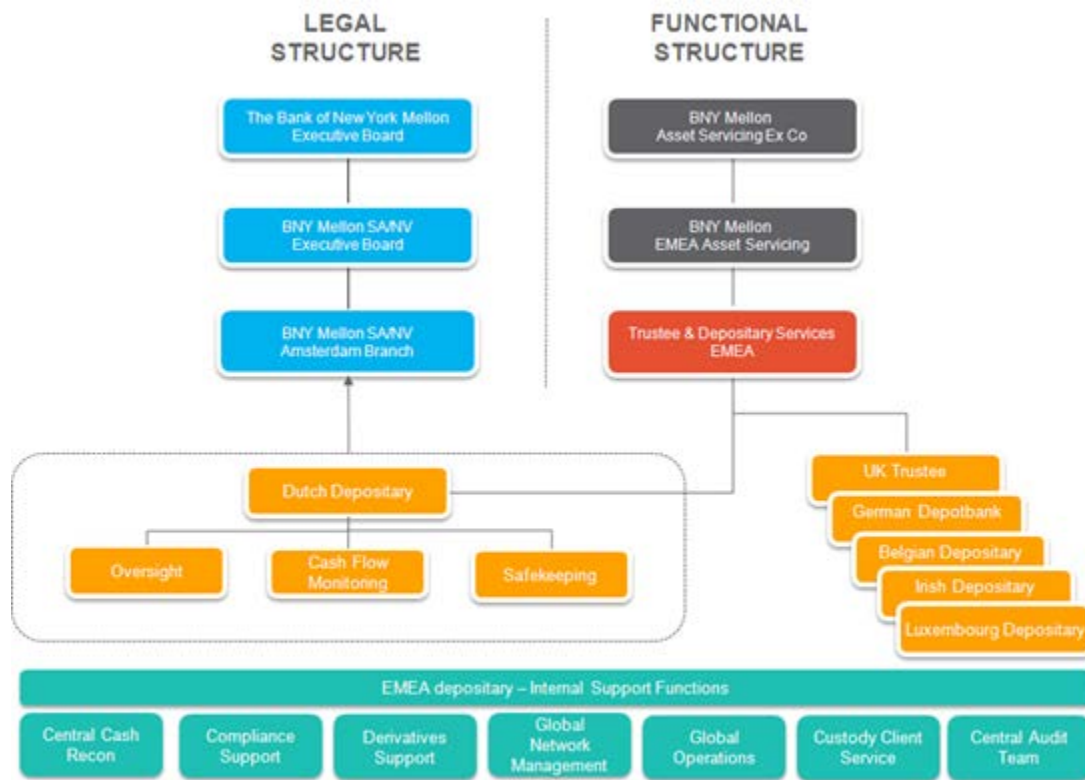 LEGAL
STRUCTURE
FUNCTIONAL
STRUCTURE
The Bank of New York Mellon
Executive Board
BNY Mellon
Asset Servicing Ex Co
BNY Mellon SA/NV
Executive Board
BNY Mellon
EMEA Asset Servicing
BNY Mellon SA/NV
Amsterdam Branch
Trustee & Depositary Services
EMEA
Dutch Depositary
Oversight
Cash Flow
Monitoring
Safekeeping
UK Trustee
German Depotbank
Belgian Depositary
Irish Depositary
Luxembourg Depositary
EMEA depositary – Internal Support Functions
Central Cash
Recon
Compliance
Support
Derivatives
Support
Global
Network
Management
Global
Operations
Custody Client
Service
Central Audit
Team